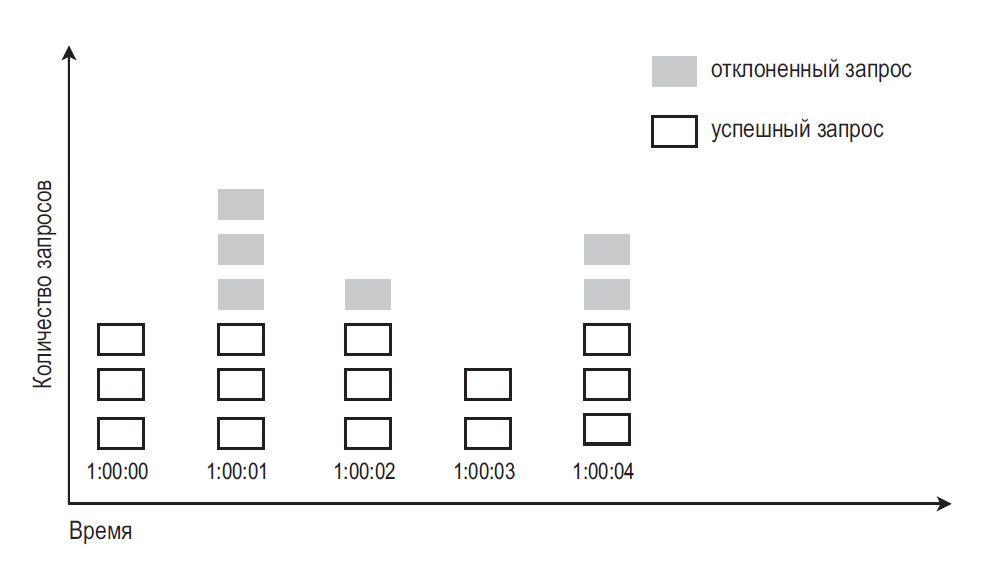 отклоненный запрос
успешный запрос
Количество запросов
1:00:00 1:00:01 1:00:02 1:00:03 1:00:04
Время